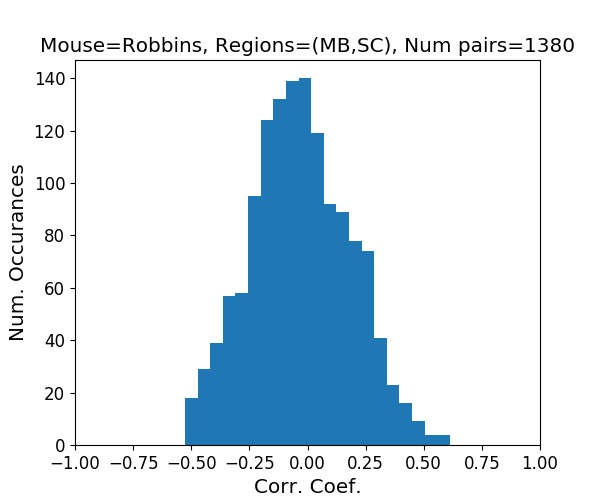 Mouse=Robbins, Regions=(MB,SC), Num pairs=1380
140
120
100
80
60
40
20
0
Num. Occurances
−1.00 −0.75 −0.50 −0.25 0.00 0.25 0.50 0.75 1.00
Corr. Coef.